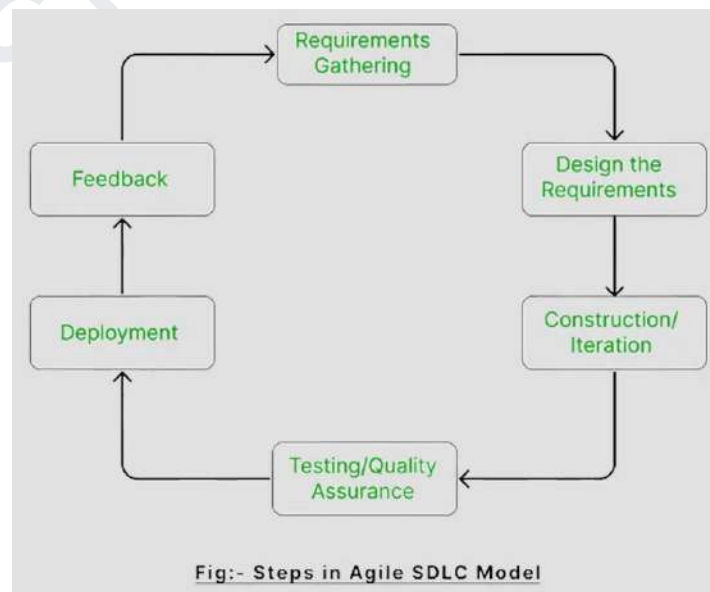 Requirements
Gathering
Design the
Requirements
Construction/
Iteration
Testing/Quality
Assurance
Deployment
Feedback
Fig:- Steps in Agile SDLC Model